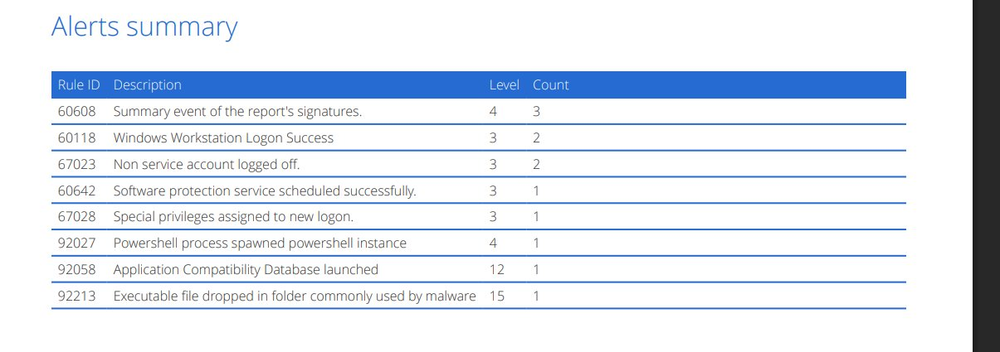 Alerts summary
Rule ID Description Level Count
60608 Summary event of the report's signatures. 4 3
60118 Windows Workstation Logon Success 3 2
67023 Non service account logged off. 3 2
60642 Software protection service scheduled successfully. 3 1
67028 Special privileges assigned to new logon. 3 1
92027 Powershell process spawned powershell instance 4 1
92058 Application Compatibility Database launched 12 1
92213 Executable file dropped in folder commonly used by malware 15 1